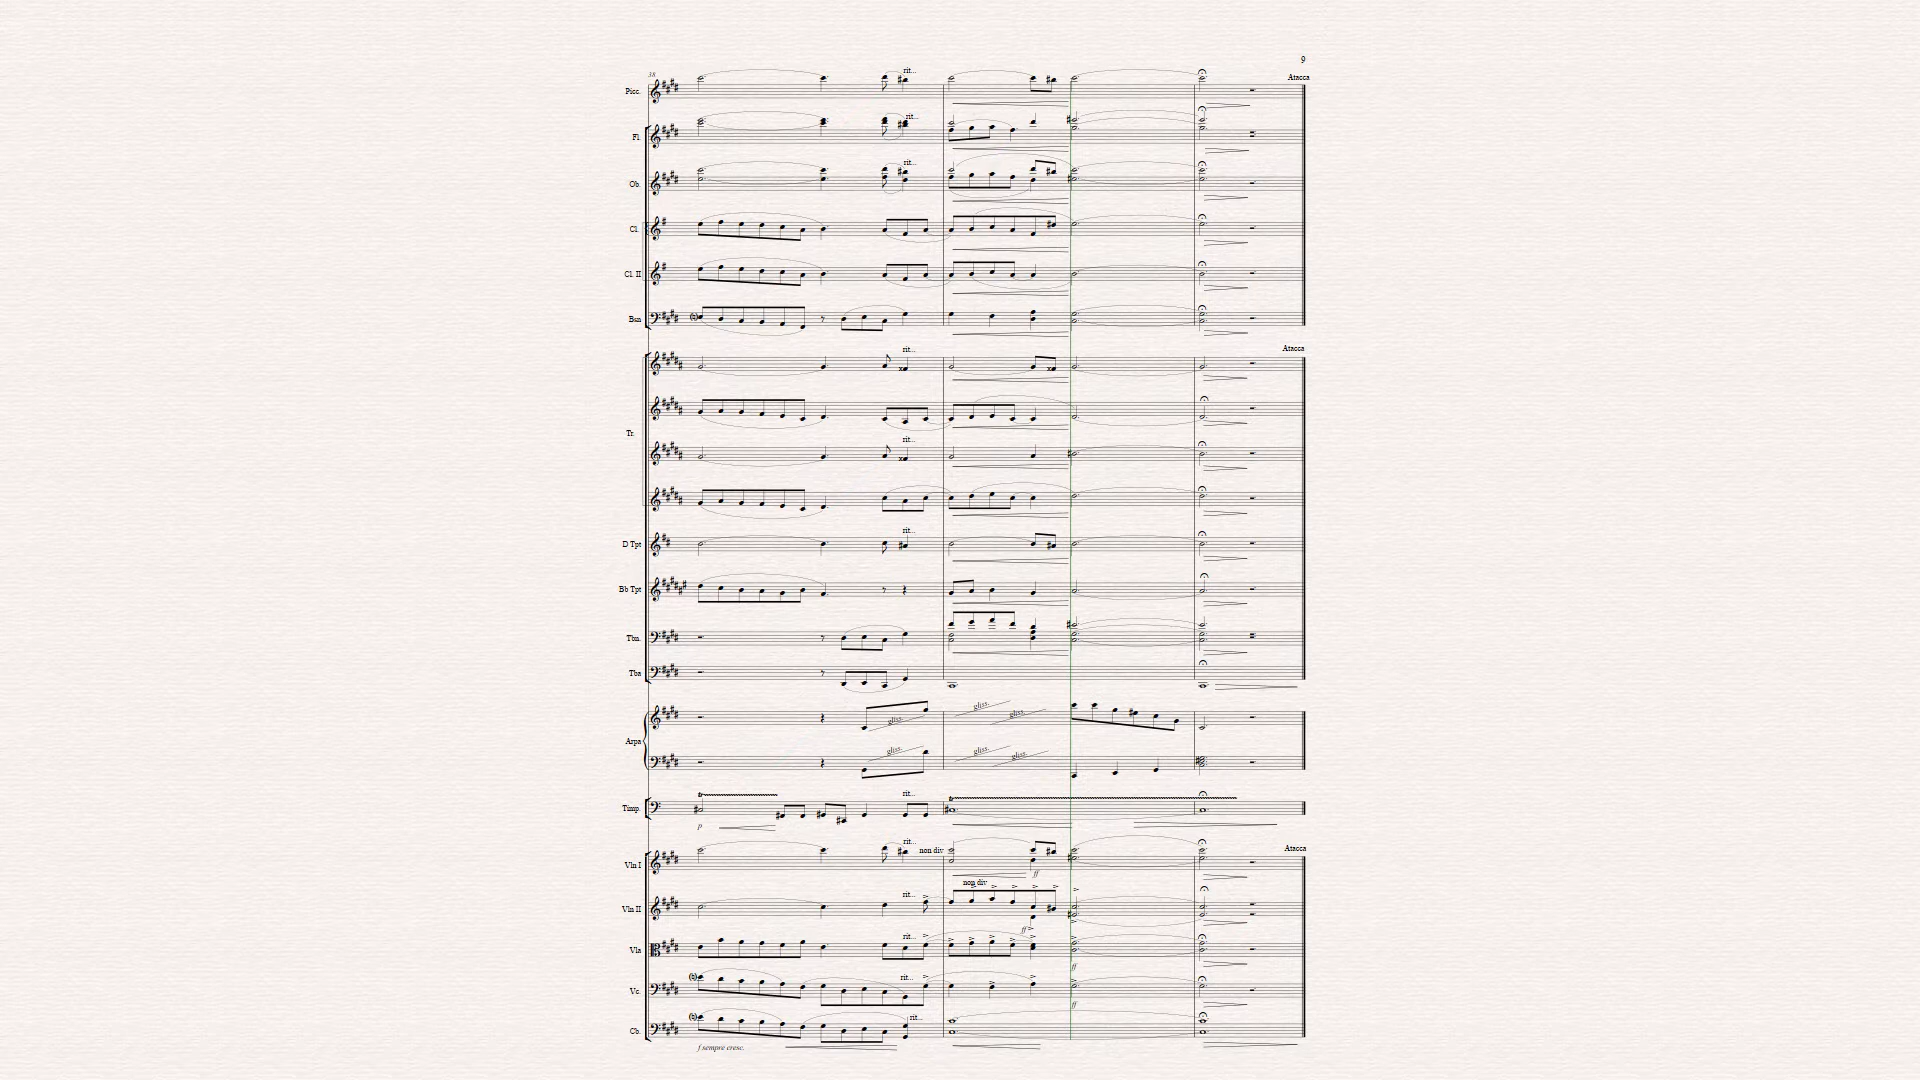 9
38
rit...
Atacca
Picc.
rit...
Fl.
rit...
Ob.
Cl.
Cl. II
Bsn
rit...
Atacca
Tr.
rit...
rit...
D Tpt
Bb Tpt
Tbn.
Tba
gliss. gliss. gliss.
Arpa
gliss. gliss. gliss.
tr rit... tr
Timp.
p
rit... non div Atacca
Vln I
ff
non div
rit...
Vln II
ff
rit...
Vla
ff
rit...
Vc.
ff
rit...
Cb.
f sempre cresc.